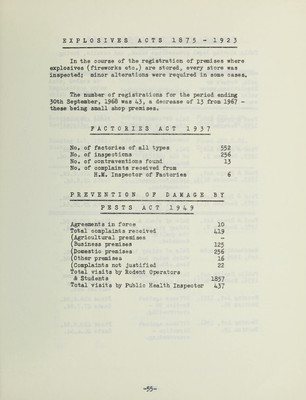 EXPLOSIVES ACTS 1875 - 1923
In the course of the registration of premises where
explosives (fireworks etc.) are stored, every store was
inspected; minor alterations were required in some cases.
The number of registrations for the period ending
30th September, 1968 was 43, a decrease of 13 from 1967 -
these being small shop premises.
FACTORIES ACT 1937
No. of factories of all types 352
No. of inspections 256
No. of contraventions found 13
No. of complaints received from
H.M. Inspector of Factories 6
PREVENTION OF DAMAGE BY
PESTS ACT 1949
Agreements in force 10
Total complaints received 419
(Agricultural premises
(Business premises 125
(Domestic premises 256
(Other premises 16
(Complaints not justified 22
Total visits by Rodent Operators
& Students 1857
Total visits by Public Health Inspector 437
-55-